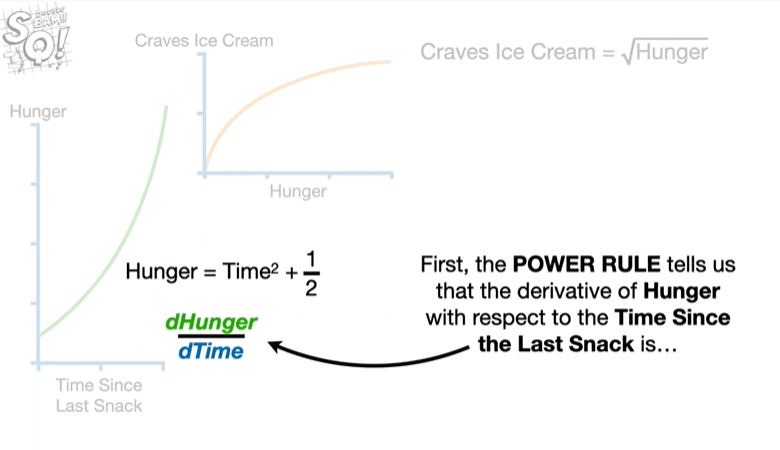 SQ!
BAM!!!
Craves Ice Cream
Craves Ice Cream = √Hunger
Hunger
Hunger
Hunger = Time² + 1/2
dHunger
dTime
First, the POWER RULE tells us
that the derivative of Hunger
with respect to the Time Since
the Last Snack is...
Time Since
Last Snack